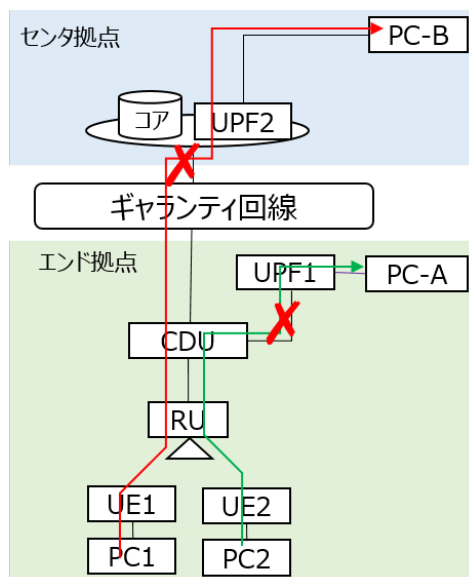 センタ拠点
PC-B
コア
UPF2
ギャランティ回線
エンド拠点
UPF1
PC-A
CDU
RU
UE1
UE2
PC1
PC2